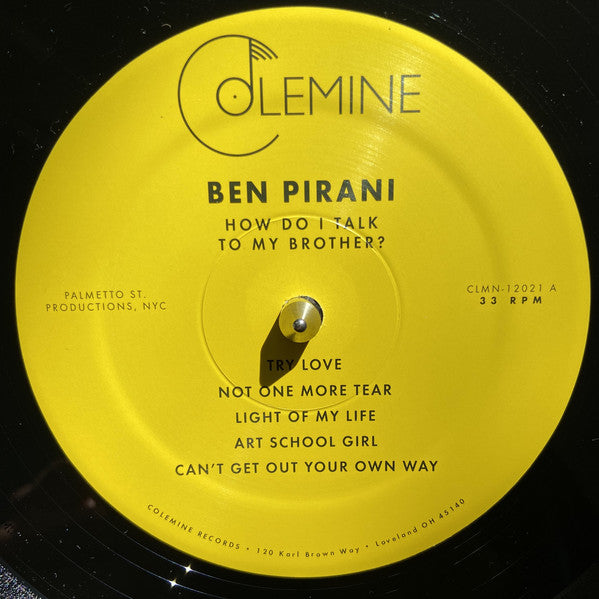 COLEMINE
BEN PIRANI
HOW DO I TALK
TO MY BROTHER?
PALMETTO ST.
PRODUCTIONS, NYC
CLMN-12021 A
33 RPM
TRY LOVE
NOT ONE MORE TEAR
LIGHT OF MY LIFE
ART SCHOOL GIRL
CAN'T GET OUT YOUR OWN WAY
COLEMINE RECORDS • 120 Karl Brown Way • Loveland OH 45140